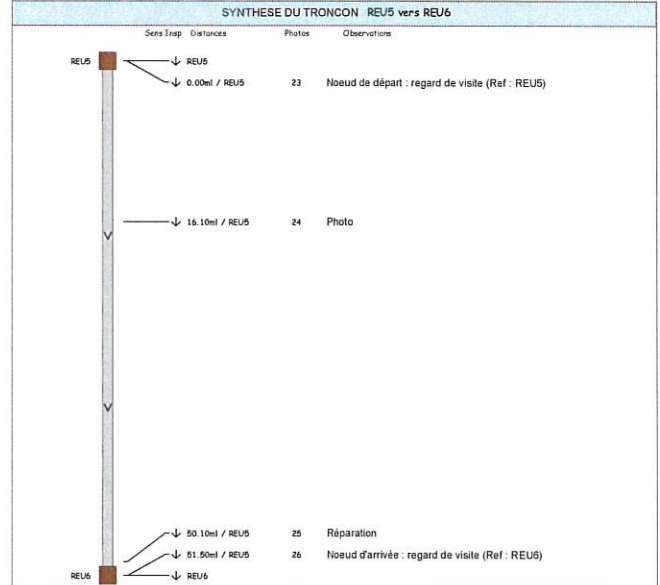 SYNTHESE DU TRONCON REU5 vers REU6
Sens Insp Distances Photos Observations
REU5 REU5
0.00ml / REU5 23 Noeud de départ : regard de visite (Ref : REU5)
16.10ml / REU5 24 Photo
50.10ml / REU5 25 Réparation
51.50ml / REU5 26 Noeud d'arrivée : regard de visite (Ref : REU6)
REU6 REU6